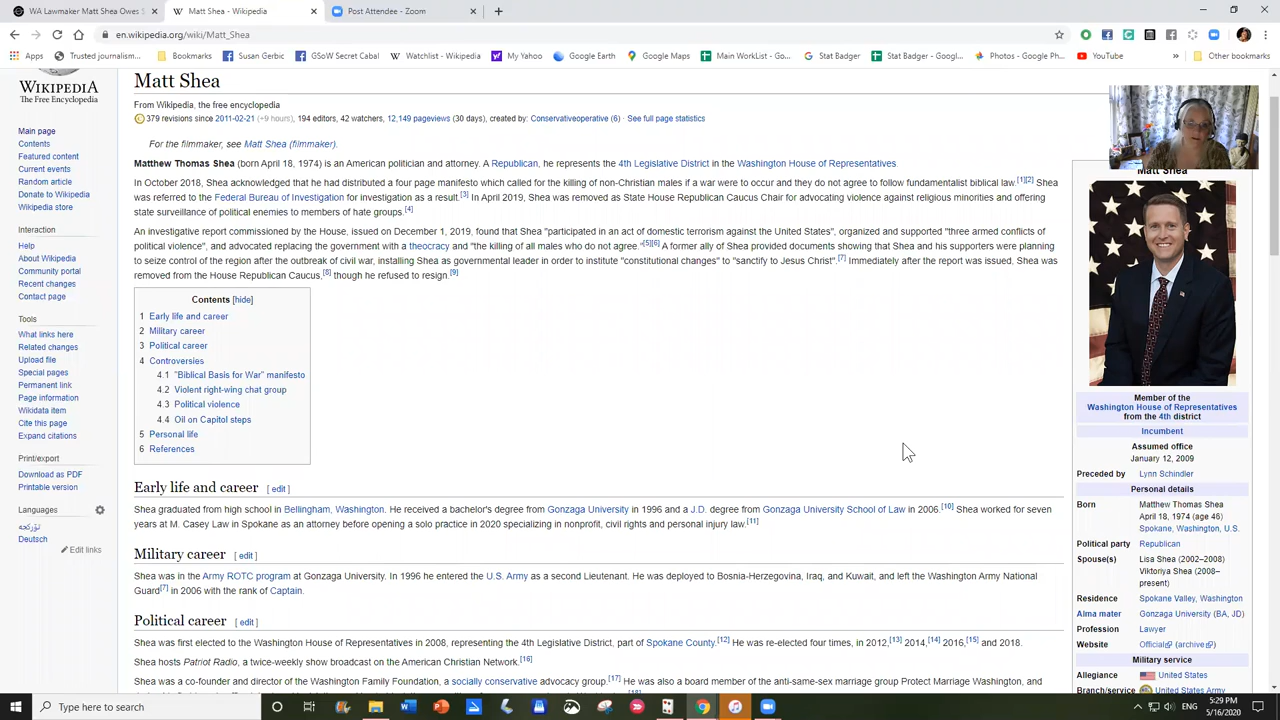 WA Lawmaker Matt Shea Owes S
Matt Shea - Wikipedia
Post Attendee - Zoom
en.wikipedia.org/wiki/Matt_Shea
Apps
Trusted journalism...
Bookmarks
Susan Gerbic
GSoW Secret Cabal
Watchlist - Wikipedia
My Yahoo
Google Earth
Google Maps
Main WorkList - Go...
Stat Badger
Stat Badger - Googl...
Photos - Google Ph...
YouTube
Other bookmarks
WIKIPEDIA
The Free Encyclopedia
Main page
Contents
Featured content
Current events
Random article
Donate to Wikipedia
Wikipedia store
Interaction
Help
About Wikipedia
Community portal
Recent changes
Contact page
Tools
What links here
Related changes
Upload file
Special pages
Permanent link
Page information
Wikidata item
Cite this page
Expand citations
Print/export
Download as PDF
Printable version
Languages
تۆرکجه
Deutsch
Edit links
Matt Shea
From Wikipedia, the free encyclopedia
379 revisions since 2011-02-21 (+9 hours), 194 editors, 42 watchers, 12,149 pageviews (30 days), created by: Conservativeoperative (6) · See full page statistics
For the filmmaker, see Matt Shea (filmmaker).
Matthew Thomas Shea (born April 18, 1974) is an American politician and attorney. A Republican, he represents the 4th Legislative District in the Washington House of Representatives.
In October 2018, Shea acknowledged that he had distributed a four page manifesto which called for the killing of non-Christian males if a war were to occur and they do not agree to follow fundamentalist biblical law.[1][2] Shea
was referred to the Federal Bureau of Investigation for investigation as a result.[3] In April 2019, Shea was removed as State House Republican Caucus Chair for advocating violence against religious minorities and offering
state surveillance of political enemies to members of hate groups.[4]
An investigative report commissioned by the House, issued on December 1, 2019, found that Shea "participated in an act of domestic terrorism against the United States", organized and supported "three armed conflicts of
political violence", and advocated replacing the government with a theocracy and "the killing of all males who do not agree."[5][6] A former ally of Shea provided documents showing that Shea and his supporters were planning
to seize control of the region after the outbreak of civil war, installing Shea as governmental leader in order to institute "constitutional changes" to "sanctify to Jesus Christ".[7] Immediately after the report was issued, Shea was
removed from the House Republican Caucus,[8] though he refused to resign.[9]
Contents [hide]
1 Early life and career
2 Military career
3 Political career
4 Controversies
4.1 "Biblical Basis for War" manifesto
4.2 Violent right-wing chat group
4.3 Political violence
4.4 Oil on Capitol steps
5 Personal life
6 References
Early life and career [ edit ]
Shea graduated from high school in Bellingham, Washington. He received a bachelor's degree from Gonzaga University in 1996 and a J.D. degree from Gonzaga University School of Law in 2006.[10] Shea worked for seven
years at M. Casey Law in Spokane as an attorney before opening a solo practice in 2020 specializing in nonprofit, civil rights and personal injury law.[11]
Military career [ edit ]
Shea was in the Army ROTC program at Gonzaga University. In 1996 he entered the U.S. Army as a second Lieutenant. He was deployed to Bosnia-Herzegovina, Iraq, and Kuwait, and left the Washington Army National
Guard[7] in 2006 with the rank of Captain.
Political career [ edit ]
Shea was first elected to the Washington House of Representatives in 2008, representing the 4th Legislative District, part of Spokane County.[12] He was re-elected four times, in 2012,[13] 2014,[14] 2016,[15] and 2018.
Shea hosts Patriot Radio, a twice-weekly show broadcast on the American Christian Network.[16]
Shea was a co-founder and director of the Washington Family Foundation, a socially conservative advocacy group.[17] He was also a board member of the anti-same-sex marriage group Protect Marriage Washington, and
Matt Shea
Member of the
Washington House of Representatives
from the 4th district
Incumbent
Assumed office
January 12, 2009
Preceded by Lynn Schindler
Personal details
Born Matthew Thomas Shea
April 18, 1974 (age 46)
Spokane, Washington, U.S.
Political party Republican
Spouse(s) Lisa Shea (2002–2008)
Viktoriya Shea (2008–
present)
Residence Spokane Valley, Washington
Alma mater Gonzaga University (BA, JD)
Profession Lawyer
Website Official (archive)
Military service
Allegiance United States
Branch/service United States Army
Type here to search
ENG
5:29 PM
5/16/2020